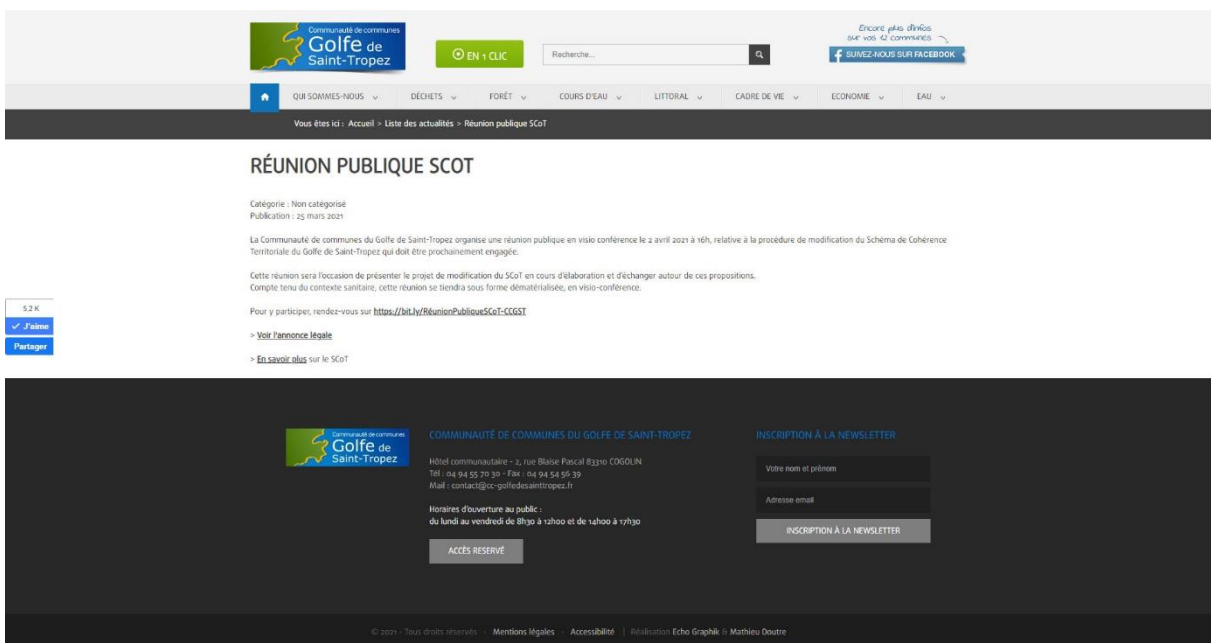 Communauté de communes
Golfe de
Saint-Tropez
EN 1 CLIC
Recherche...
Encore plus d'infos
sur vos 12 communes
SUIVEZ-NOUS SUR FACEBOOK
QUI SOMMES-NOUS
DÉCHETS
FORÊT
COURS D'EAU
LITTORAL
CADRE DE VIE
ECONOMIE
EAU
Vous êtes ici : Accueil > Liste des actualités > Réunion publique SCoT
RÉUNION PUBLIQUE SCOT
Catégorie : Non catégorisé
Publication : 25 mars 2021
La Communauté de communes du Golfe de Saint-Tropez organise une réunion publique en visio conférence le 2 avril 2021 à 16h, relative à la procédure de modification du Schéma de Cohérence
Territoriale du Golfe de Saint-Tropez qui doit être prochainement engagée.
Cette réunion sera l'occasion de présenter le projet de modification du SCoT en cours d'élaboration et d'échanger autour de ces propositions.
Compte tenu du contexte sanitaire, cette réunion se tiendra sous forme dématérialisée, en visio-conférence.
Pour y participer, rendez-vous sur https://bit.ly/RéunionPubliqueSCoT-CCGST
> Voir l'annonce légale
> En savoir plus sur le SCoT
5,2 K
J'aime
Partager
Communauté de communes
Golfe de
Saint-Tropez
COMMUNAUTÉ DE COMMUNES DU GOLFE DE SAINT-TROPEZ
Hôtel communautaire - 2, rue Blaise Pascal 83310 COGOLIN
Tél : 04 94 55 70 30 - Fax : 04 94 54 56 39
Mail : contact@cc-golfedesainttropez.fr
Horaires d'ouverture au public :
du lundi au vendredi de 8h30 à 12h00 et de 14h00 à 17h30
ACCÈS RESERVÉ
INSCRIPTION À LA NEWSLETTER
Votre nom et prénom
Adresse email
INSCRIPTION À LA NEWSLETTER
© 2021 - Tous droits réservés - Mentions légales - Accessibilité | Réalisation Echo Graphik & Mathieu Doutre